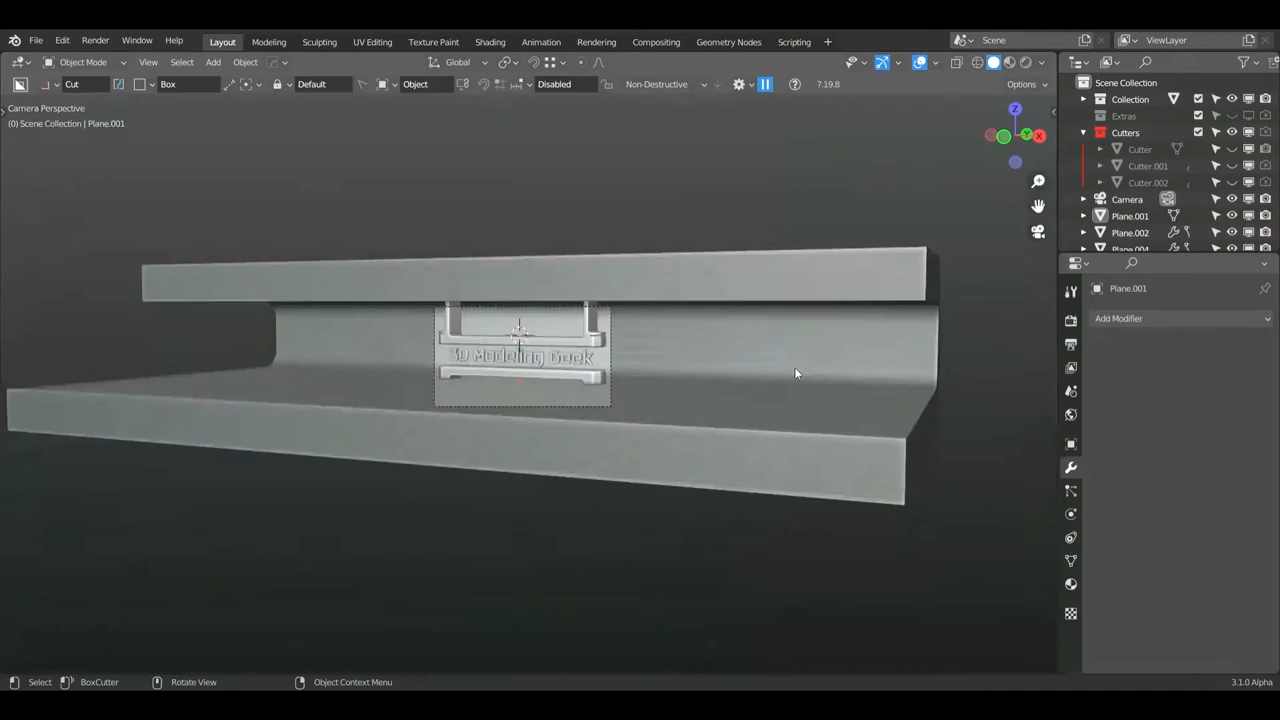 File Edit Render Window Help Layout Modeling Sculpting UV Editing Texture Paint Shading Animation Rendering Compositing Geometry Nodes Scripting + Scene ViewLayer
Object Mode View Select Add Object Global Options
Cut Box Default Object Disabled Non-Destructive 7.19.8
Camera Perspective
(0) Scene Collection | Plane.001
Z
Y
X
Scene Collection
Collection
Extras
Cutters
Cutter
Cutter.001
Cutter.002
Camera
Plane.001
Plane.002
Plane.004
Plane.001
Add Modifier
3D Modeling Geek
Select BoxCutter Rotate View Object Context Menu 3.1.0 Alpha